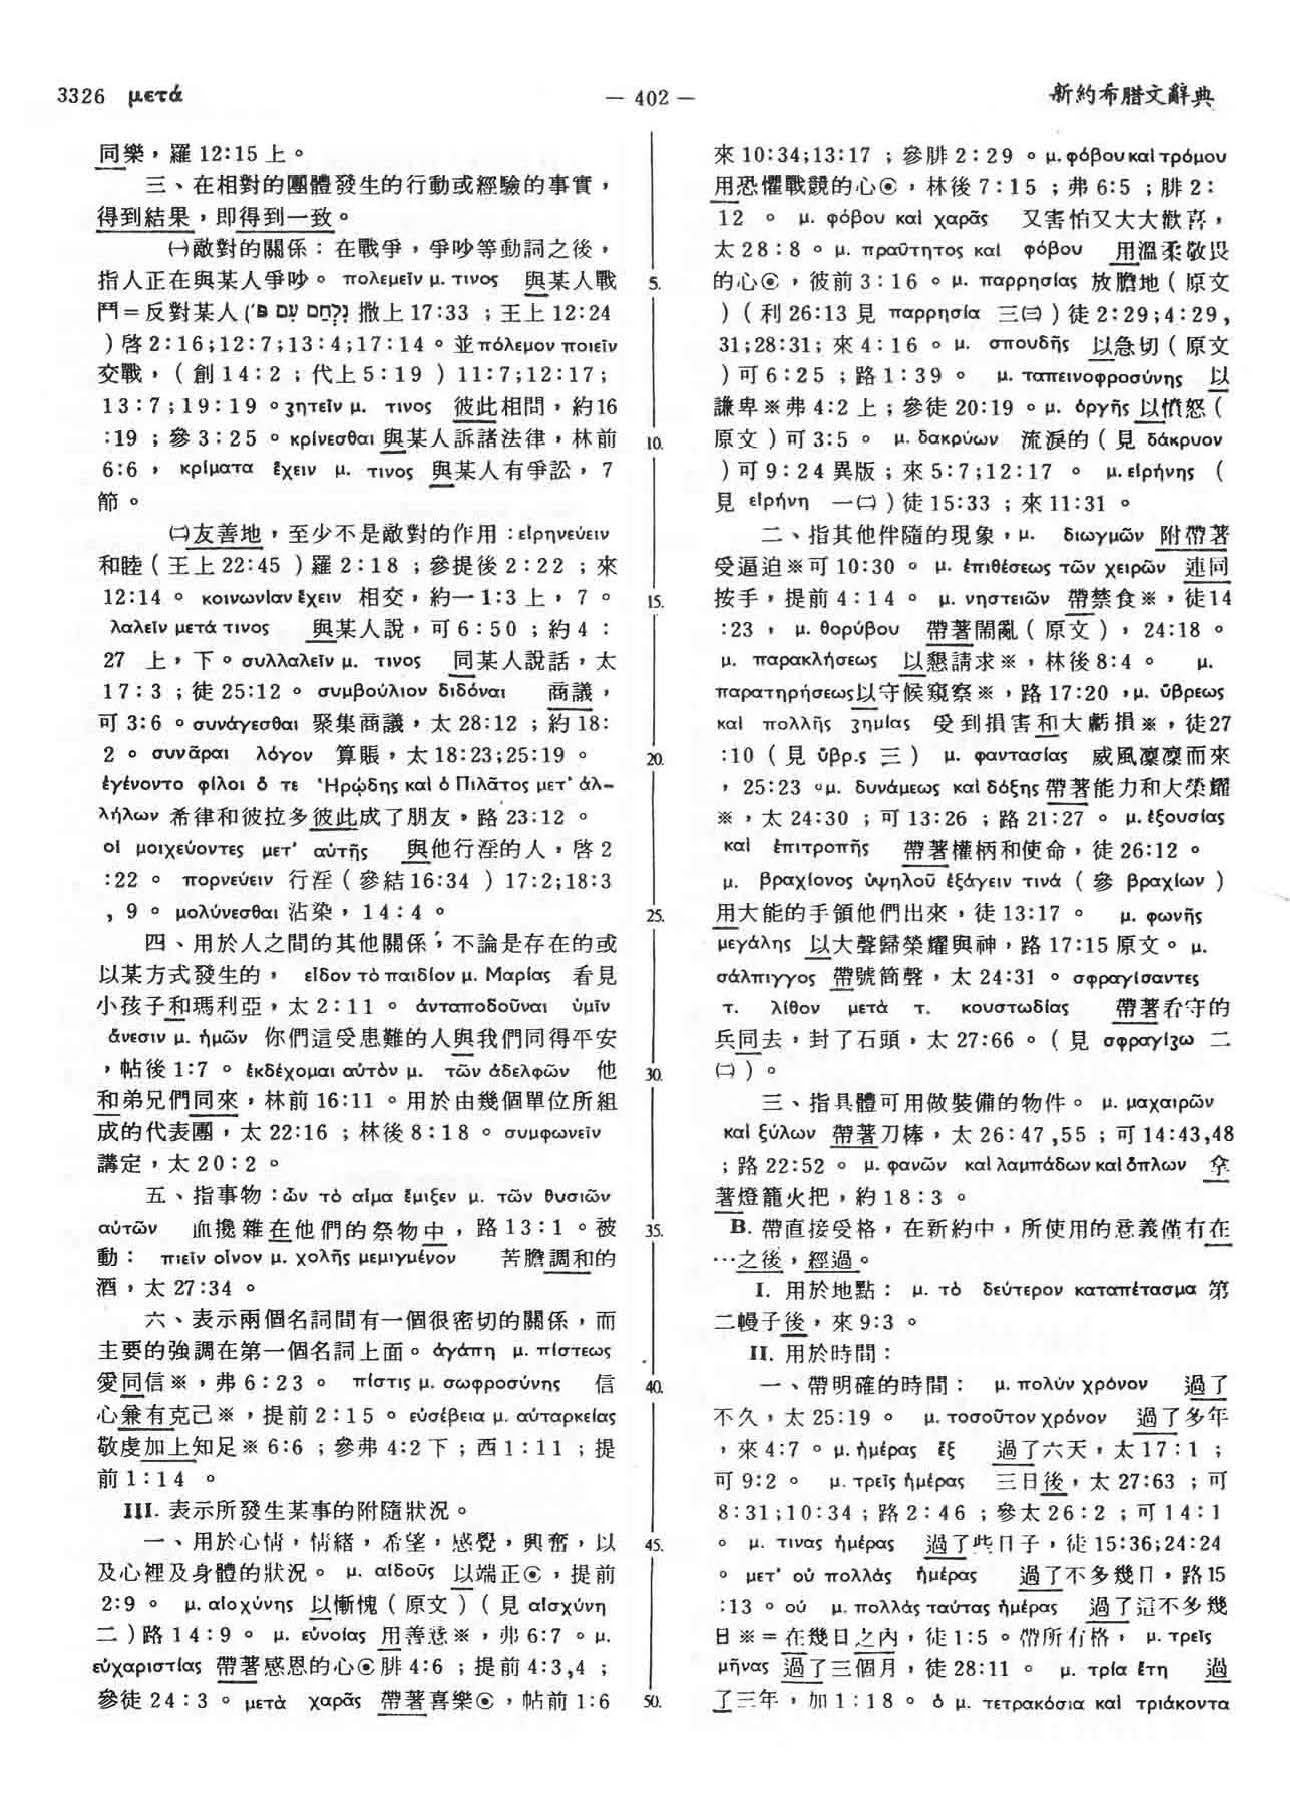 3326 μετά
— 402 —
新約希腊文辭典
同樂，羅 12:15 上。
三、在相對的團體發生的行動或經驗的事實，
得到結果，即得到一致。
㈠敵對的關係：在戰爭，爭吵等動詞之後，
指人正在與某人爭吵。 πολεμεῖν μ. τινος 與某人戰
鬥＝反對某人 (נִלְחַם עִם פ׳ 撒上 17:33 ；王上 12:24
) 啓 2:16;12:7;13:4;17:14。並πόλεμον ποιεῖν
交戰，( 創 14:2 ；代上 5:19 ) 11:7;12:17;
13:7;19:19 。ζητεῖν μ. τινος 彼此相問，約16
:19 ；參 3:25 。κρίνεσθαι 與某人訴諸法律，林前
6:6 ， κρίματα ἔχειν μ. τινος 與某人有爭訟，7
節。
㈡友善地，至少不是敵對的作用：εἰρηνεύειν
和睦 ( 王上 22:45 ) 羅 2:18 ；參提後 2:22 ；來
12:14 。 κοινωνίαν ἔχειν 相交，約一 1:3 上，7 。
λαλεῖν μετά τινος 與某人說，可 6:50 ；約 4 :
27 上，下。συλλαλεῖν μ. τινος 同某人說話，太
17:3 ；徒 25:12 。 συμβούλιον διδόναι 商議，
可 3:6 。συνάγεσθαι 聚集商議，太 28:12 ；約 18:
2 。 συνᾶραι λόγον 算賬，太 18:23;25:19 。
ἐγένοντο φίλοι ὅ τε Ἡρῴδης καὶ ὁ Πιλᾶτος μετ' ἀλ-
λήλων 希律和彼拉多彼此成了朋友。路 23:12 。
οἱ μοιχεύοντες μετ' αὐτῆς 與他行淫的人，啓 2
:22 。 πορνεύειν 行淫 ( 參結 16:34 ) 17:2;18:3
, 9 。 μολύνεσθαι 沾染，14:4 。
四、用於人之間的其他關係；不論是存在的或
以某方式發生的， εἶδον τὸ παιδίον μ. Μαρίας 看見
小孩子和瑪利亞，太 2:11 。 ἀνταποδοῦναι ὑμῖν
ἄνεσιν μ. ἡμῶν 你們這受患難的人與我們同得平安
，帖後 1:7 。 ἐκδέχομαι αὐτὸν μ. τῶν ἀδελφῶν 他
和弟兄們同來，林前 16:11 。用於由幾個單位所組
成的代表團，太 22:16 ；林後 8:18 。 συμφωνεῖν
講定，太 20:2 。
五、指事物：ὧν τὸ αἷμα ἔμιξεν μ. τῶν θυσιῶν
αὐτῶν 血攙雜在他們的祭物中，路 13:1 。被
動： πιεῖν οἶνον μ. χολῆς μεμιγμένον 苦膽調和的
酒，太 27:34 。
六、表示兩個名詞間有一個很密切的關係，而
主要的強調在第一個名詞上面。 ἀγάπη μ. πίστεως
愛同信※，弗 6:23 。 πίστις μ. σωφροσύνης 信
心兼有克己※，提前 2:15 。εὐσέβεια μ. αὐταρκείας
敬虔加上知足※ 6:6 ；參弗 4:2 下；西 1:11 ；提
前 1:14 。
III. 表示所發生某事的附隨狀況。
一、用於心情，情緒，希望，感覺，興奮，以
及心裡及身體的狀況。 μ. αἰδοῦς 以端正⊙，提前
2:9 。 μ. αἰσχύνης 以慚愧 ( 原文 ) ( 見 αἰσχύνη
二 ) 路 14:9 。 μ. εὐνοίας 用善意※，弗 6:7 。μ.
εὐχαριστίας 帶著感恩的心⊙腓 4:6 ；提前 4:3,4 ；
參徒 24:3 。 μετὰ χαρᾶς 帶著喜樂⊙，帖前 1:6
5.
10.
15.
20.
25.
30.
35.
40.
45.
50.
來 10:34;13:17 ；參腓 2:29 。μ. φόβου καὶ τρόμου
用恐懼戰競的心⊙，林後 7:15 ；弗 6:5 ；腓 2:
12 。 μ. φόβου καὶ χαρᾶς 又害怕又大大歡喜，
太 28:8 。 μ. πραΰτητος καὶ φόβου 用溫柔敬畏
的心⊙，彼前 3:16 。 μ. παρρησίας 放膽地 ( 原文
) ( 利 26:13 見 παρρησία 三㈢ ) 徒 2:29;4:29,
31;28:31; 來 4:16 。 μ. σπουδῆς 以急切 ( 原文
) 可 6:25 ；路 1:39 。 μ. ταπεινοφροσύνης 以
謙卑※弗 4:2 上；參徒 20:19 。μ. ὀργῆς 以憤怒 (
原文 ) 可 3:5 。 μ. δακρύων 流淚的 ( 見 δάκρυον
) 可 9:24 異版；來 5:7;12:17 。 μ. εἰρήνης (
見 εἰρήνη 一㈡ ) 徒 15:33 ；來 11:31 。
二、指其他伴隨的現象，μ. διωγμῶν 附帶著
受逼迫※可 10:30 。 μ. ἐπιθέσεως τῶν χειρῶν 連同
按手，提前 4:14 。 μ. νηστειῶν 帶禁食※，徒14
:23 ， μ. θορύβου 帶著鬧亂 ( 原文 )，24:18 。
μ. παρακλήσεως 以懇請求※，林後 8:4 。 μ.
παρατηρήσεως以守候窺察※，路 17:20 ，μ. ὕβρεως
καὶ πολλῆς ζημίας 受到損害和大虧損※，徒27
:10 ( 見 ὕβρ.ς 三 ) μ. φαντασίας 威風凜凜而來
，25:23 。μ. δυνάμεως καὶ δόξης 帶著能力和大榮耀
※，太 24:30 ；可 13:26 ；路 21:27 。 μ. ἐξουσίας
καὶ ἐπιτροπῆς 帶著權柄和使命，徒 26:12 。
μ. βραχίονος ὑψηλοῦ ἐξάγειν τινά ( 參 βραχίων )
用大能的手領他們出來，徒 13:17 。 μ. φωνῆς
μεγάλης 以大聲歸榮耀與神，路 17:15 原文。 μ.
σάλπιγγος 帶號筒聲，太 24:31 。 σφραγίσαντες
τ. λίθον μετὰ τ. κουστωδίας 帶著看守的
兵同去，封了石頭，太 27:66 。( 見 σφραγίζω 二
㈡ ) 。
三、指具體可用做裝備的物件。 μ. μαχαιρῶν
καὶ ξύλων 帶著刀棒，太 26:47,55 ；可 14:43,48
；路 22:52 。 μ. φανῶν καὶ λαμπάδων καὶ ὅπλων 拿
著燈籠火把，約 18:3 。
B. 帶直接受格，在新約中，所使用的意義僅有在
…之後，經過。
I. 用於地點： μ. τὸ δεύτερον καταπέτασμα 第
二幔子後，來 9:3 。
II. 用於時間：
一、帶明確的時間： μ. πολὺν χρόνον 過了
不久，太 25:19 。 μ. τοσοῦτον χρόνον 過了多年
，來 4:7 。 μ. ἡμέρας ἕξ 過了六天，太 17:1 ；
可 9:2 。 μ. τρεῖς ἡμέρας 三日後，太 27:63 ；可
8:31;10:34 ；路 2:46 ；參太 26:2 ；可 14:1
。 μ. τινας ἡμέρας 過了些日子，徒 15:36;24:24
。 μετ' οὐ πολλὰς ἡμέρας 過了不多幾日，路15
:13 。οὐ μ. πολλὰς ταύτας ἡμέρας 過了這不多幾
日※＝在幾日之內，徒 1:5 。帶所有格， μ. τρεῖς
μῆνας 過了三個月，徒 28:11 。 μ. τρία ἔτη 過
了三年，加 1:18 。 ὁ μ. τετρακόσια καὶ τριάκοντα